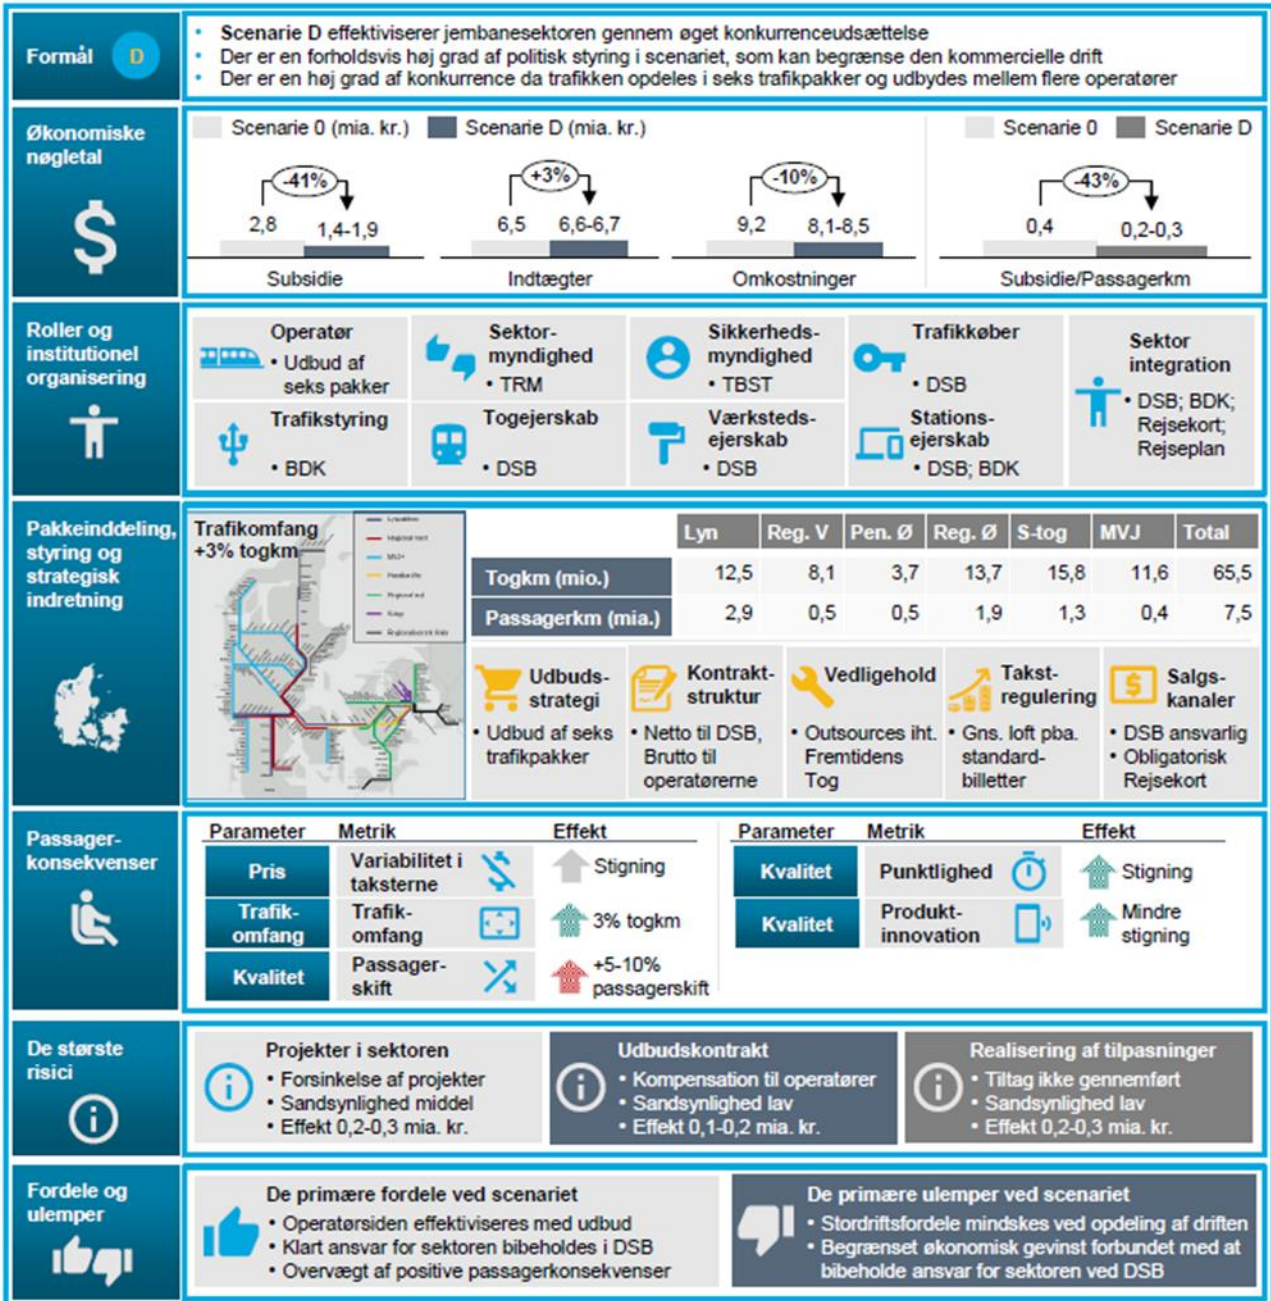 Formål D
• Scenarie D effektiviserer jernbanesektoren gennem øget konkurrenceudsættelse
• Der er en forholdsvis høj grad af politisk styring i scenariet, som kan begrænse den kommercielle drift
• Der er en høj grad af konkurrence da trafikken opdeles i seks trafikpakker og udbydes mellem flere operatører
Økonomiske
nøgletal
Scenarie 0 (mia. kr.) Scenarie D (mia. kr.)
Scenarie 0 Scenarie D
-41%
2,8 1,4-1,9
Subsidie
+3%
6,5 6,6-6,7
Indtægter
-10%
9,2 8,1-8,5
Omkostninger
-43%
0,4 0,2-0,3
Subsidie/Passagerkm
Roller og
institutionel
organisering
Operatør
• Udbud af
seks pakker
Sektor-
myndighed
• TRM
Sikkerheds-
myndighed
• TBST
Trafikkøber
• DSB
Sektor
integration
• DSB; BDK;
Rejsekort;
Rejseplan
Trafikstyring
• BDK
Togejerskab
• DSB
Værksteds-
ejerskab
• DSB
Stations-
ejerskab
• DSB; BDK
Pakkeinddeling,
styring og
strategisk
indretning
Trafikomfang
+3% togkm
Lyn Reg. V Pen. Ø Reg. Ø S-tog MVJ Total
Togkm (mio.) 12,5 8,1 3,7 13,7 15,8 11,6 65,5
Passagerkm (mia.) 2,9 0,5 0,5 1,9 1,3 0,4 7,5
Udbuds-
strategi
• Udbud af seks
trafikpakker
Kontrakt-
struktur
• Netto til DSB,
Brutto til
operatørerne
Vedligehold
• Outsources iht.
Fremtidens
Tog
Takst-
regulering
• Gns. loft pba.
standard-
billetter
Salgs-
kanaler
• DSB ansvarlig
• Obligatorisk
Rejsekort
Passager-
konsekvenser
Parameter Metrik Effekt
Pris Variabilitet i
taksterne Stigning
Trafik-
omfang Trafik-
omfang 3% togkm
Kvalitet Passager-
skift +5-10%
passagerskift
Parameter Metrik Effekt
Kvalitet Punktlighed Stigning
Kvalitet Produkt-
innovation Mindre
stigning
De største
risici
Projekter i sektoren
• Forsinkelse af projekter
• Sandsynlighed middel
• Effekt 0,2-0,3 mia. kr.
Udbudskontrakt
• Kompensation til operatører
• Sandsynlighed lav
• Effekt 0,1-0,2 mia. kr.
Realisering af tilpasninger
• Tiltag ikke gennemført
• Sandsynlighed lav
• Effekt 0,2-0,3 mia. kr.
Fordele og
ulemper
De primære fordele ved scenariet
• Operatørsiden effektiviseres med udbud
• Klart ansvar for sektoren bibeholdes i DSB
• Overvægt af positive passagerkonsekvenser
De primære ulemper ved scenariet
• Stordriftsfordele mindskes ved opdeling af driften
• Begrænset økonomisk gevinst forbundet med at
bibeholde ansvar for sektoren ved DSB